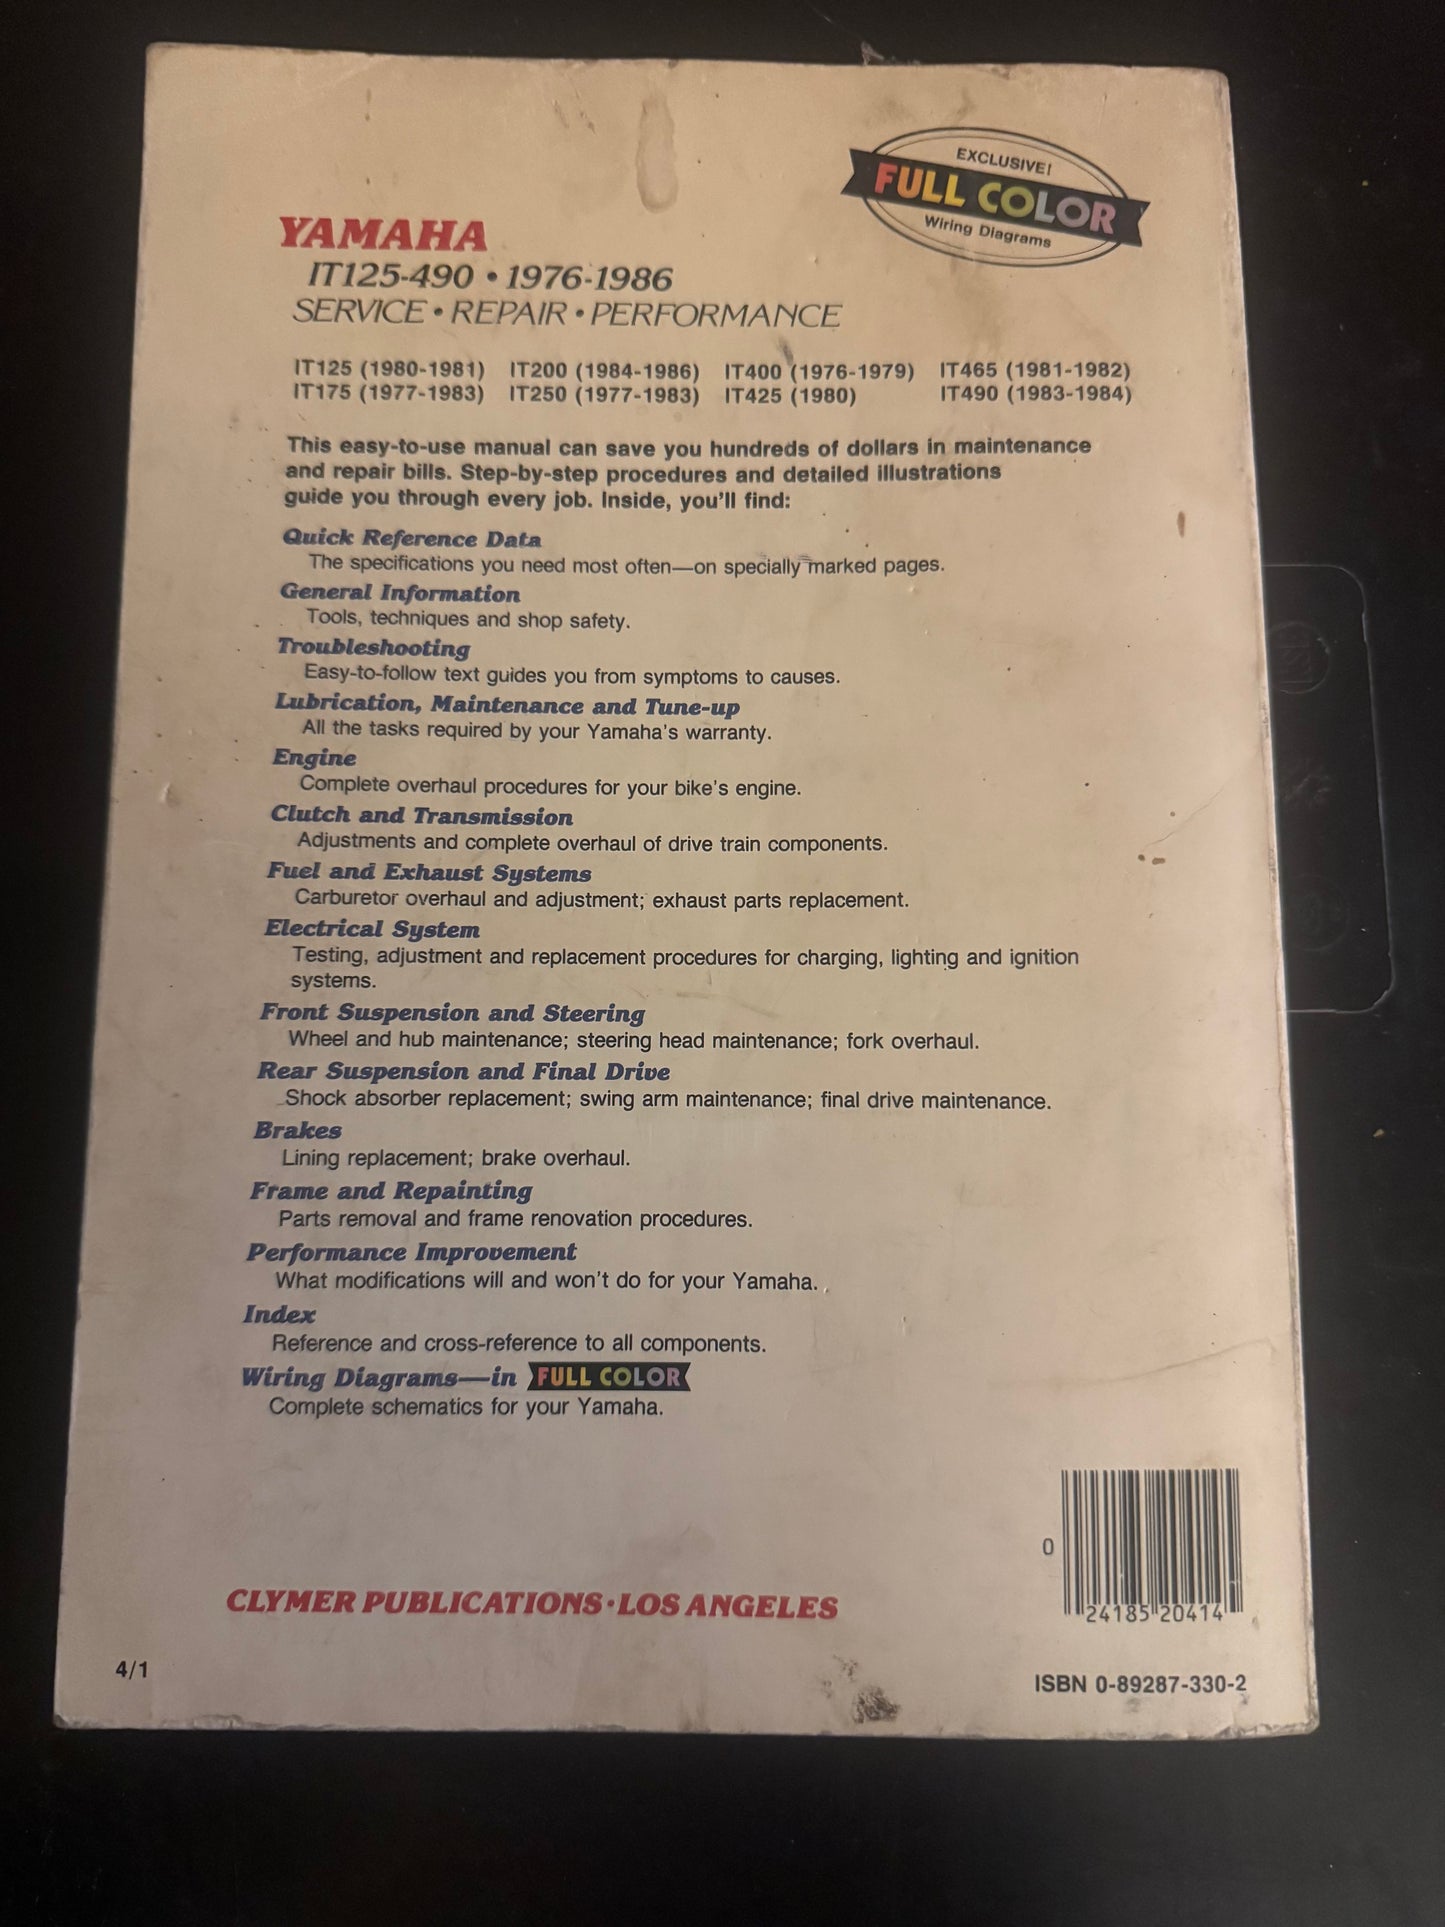 EXCLUSIVE!
FULL COLOR
Wiring Diagrams
YAMAHA
IT125-490 • 1976-1986
SERVICE • REPAIR • PERFORMANCE
IT125 (1980-1981) IT200 (1984-1986) IT400 (1976-1979) IT465 (1981-1982)
IT175 (1977-1983) IT250 (1977-1983) IT425 (1980) IT490 (1983-1984)
This easy-to-use manual can save you hundreds of dollars in maintenance
and repair bills. Step-by-step procedures and detailed illustrations
guide you through every job. Inside, you'll find:
Quick Reference Data
The specifications you need most often—on specially marked pages.
General Information
Tools, techniques and shop safety.
Troubleshooting
Easy-to-follow text guides you from symptoms to causes.
Lubrication, Maintenance and Tune-up
All the tasks required by your Yamaha's warranty.
Engine
Complete overhaul procedures for your bike's engine.
Clutch and Transmission
Adjustments and complete overhaul of drive train components.
Fuel and Exhaust Systems
Carburetor overhaul and adjustment; exhaust parts replacement.
Electrical System
Testing, adjustment and replacement procedures for charging, lighting and ignition
systems.
Front Suspension and Steering
Wheel and hub maintenance; steering head maintenance; fork overhaul.
Rear Suspension and Final Drive
Shock absorber replacement; swing arm maintenance; final drive maintenance.
Brakes
Lining replacement; brake overhaul.
Frame and Repainting
Parts removal and frame renovation procedures.
Performance Improvement
What modifications will and won't do for your Yamaha.
Index
Reference and cross-reference to all components.
Wiring Diagrams—in FULL COLOR
Complete schematics for your Yamaha.
0
24185 20414
CLYMER PUBLICATIONS • LOS ANGELES
4/1
ISBN 0-89287-330-2